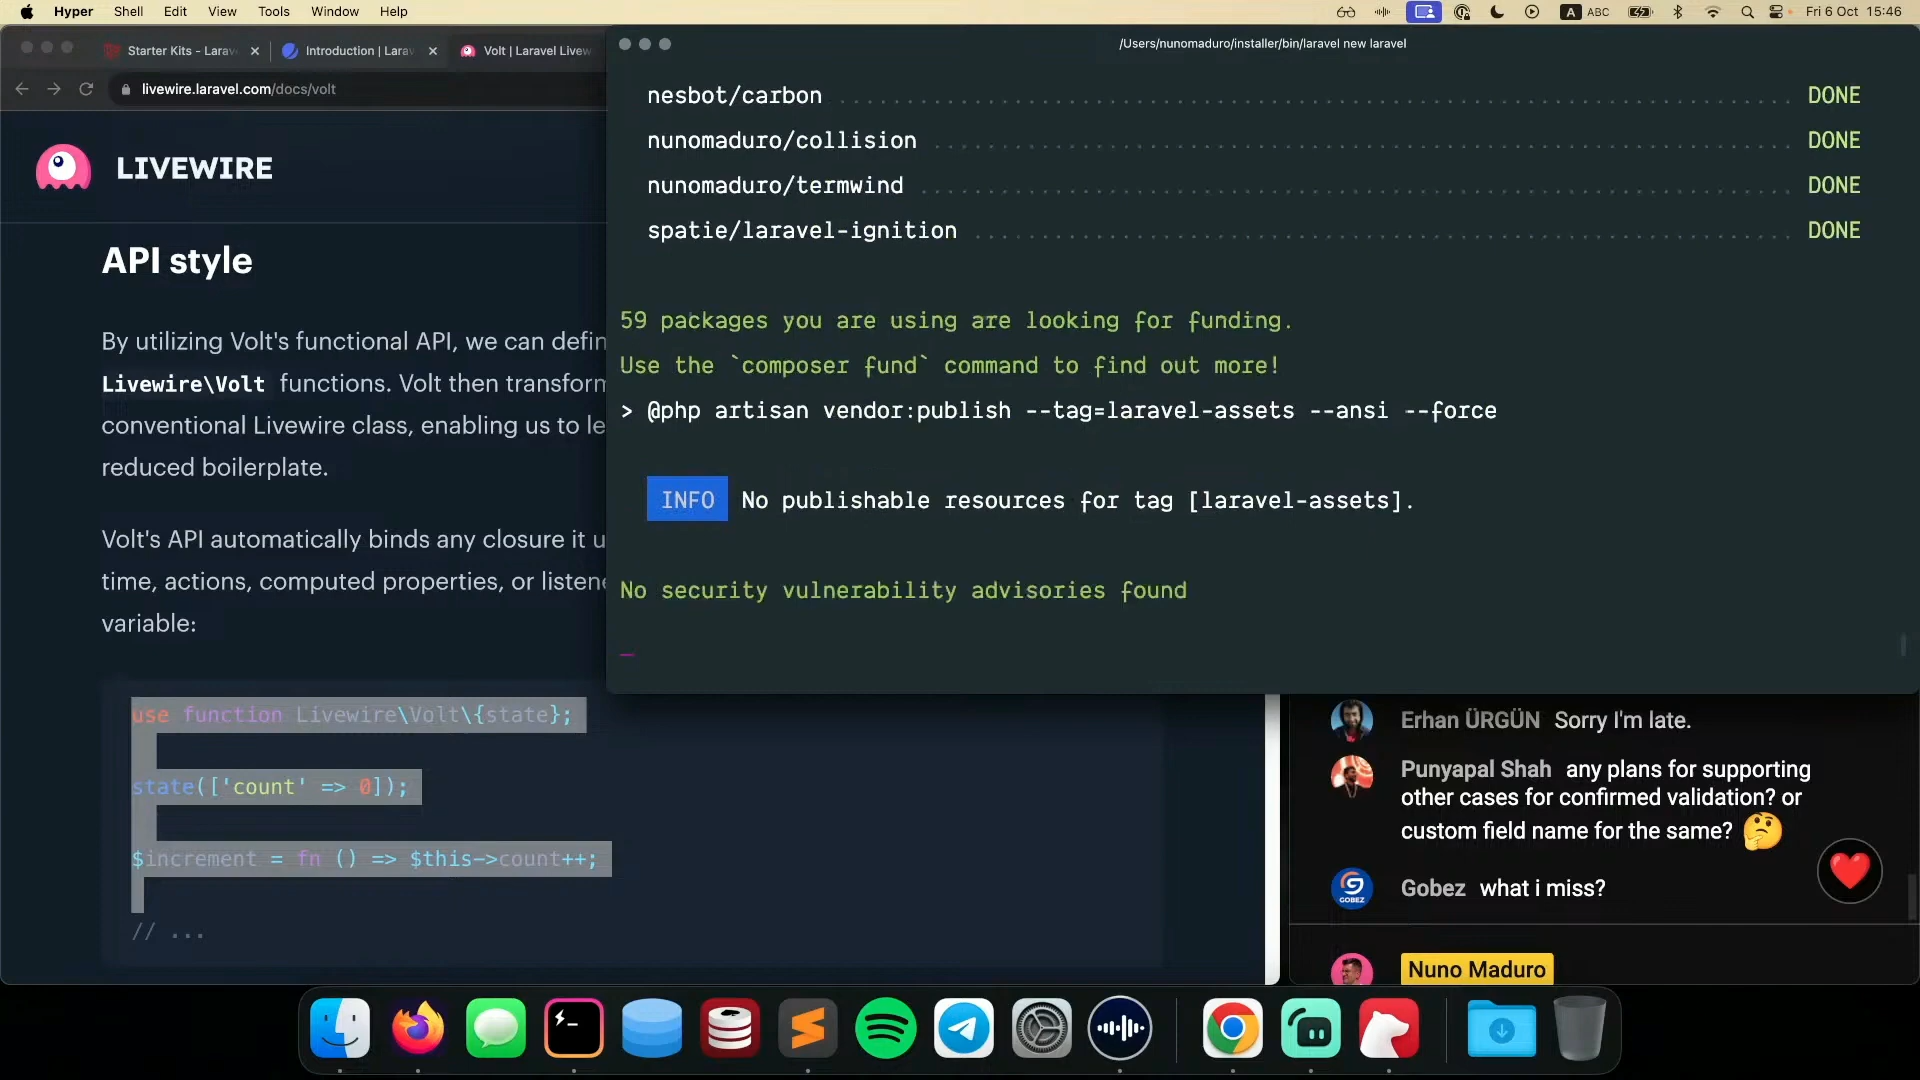 Hyper Shell Edit View Tools Window Help
A ABC Fri 6 Oct 15:46
Starter Kits - Larav
Introduction | Larav
Volt | Laravel Livew
livewire.laravel.com/docs/volt
LIVEWIRE
API style
By utilizing Volt's functional API, we can defin
Livewire\Volt functions. Volt then transforn
conventional Livewire class, enabling us to le
reduced boilerplate.
Volt's API automatically binds any closure it u
time, actions, computed properties, or listene
variable:
use function Livewire\Volt\{state};
state(['count' => 0]);
$increment = fn () => $this->count++;
// ...
/Users/nunomaduro/installer/bin/laravel new laravel
nesbot/carbon DONE
nunomaduro/collision DONE
nunomaduro/termwind DONE
spatie/laravel-ignition DONE
59 packages you are using are looking for funding.
Use the `composer fund` command to find out more!
> @php artisan vendor:publish --tag=laravel-assets --ansi --force
INFO No publishable resources for tag [laravel-assets].
No security vulnerability advisories found
Erhan ÜRGÜN Sorry I'm late.
Punyapal Shah any plans for supporting
other cases for confirmed validation? or
custom field name for the same? 🤔
GOBEZ
Gobez what i miss?
Nuno Maduro